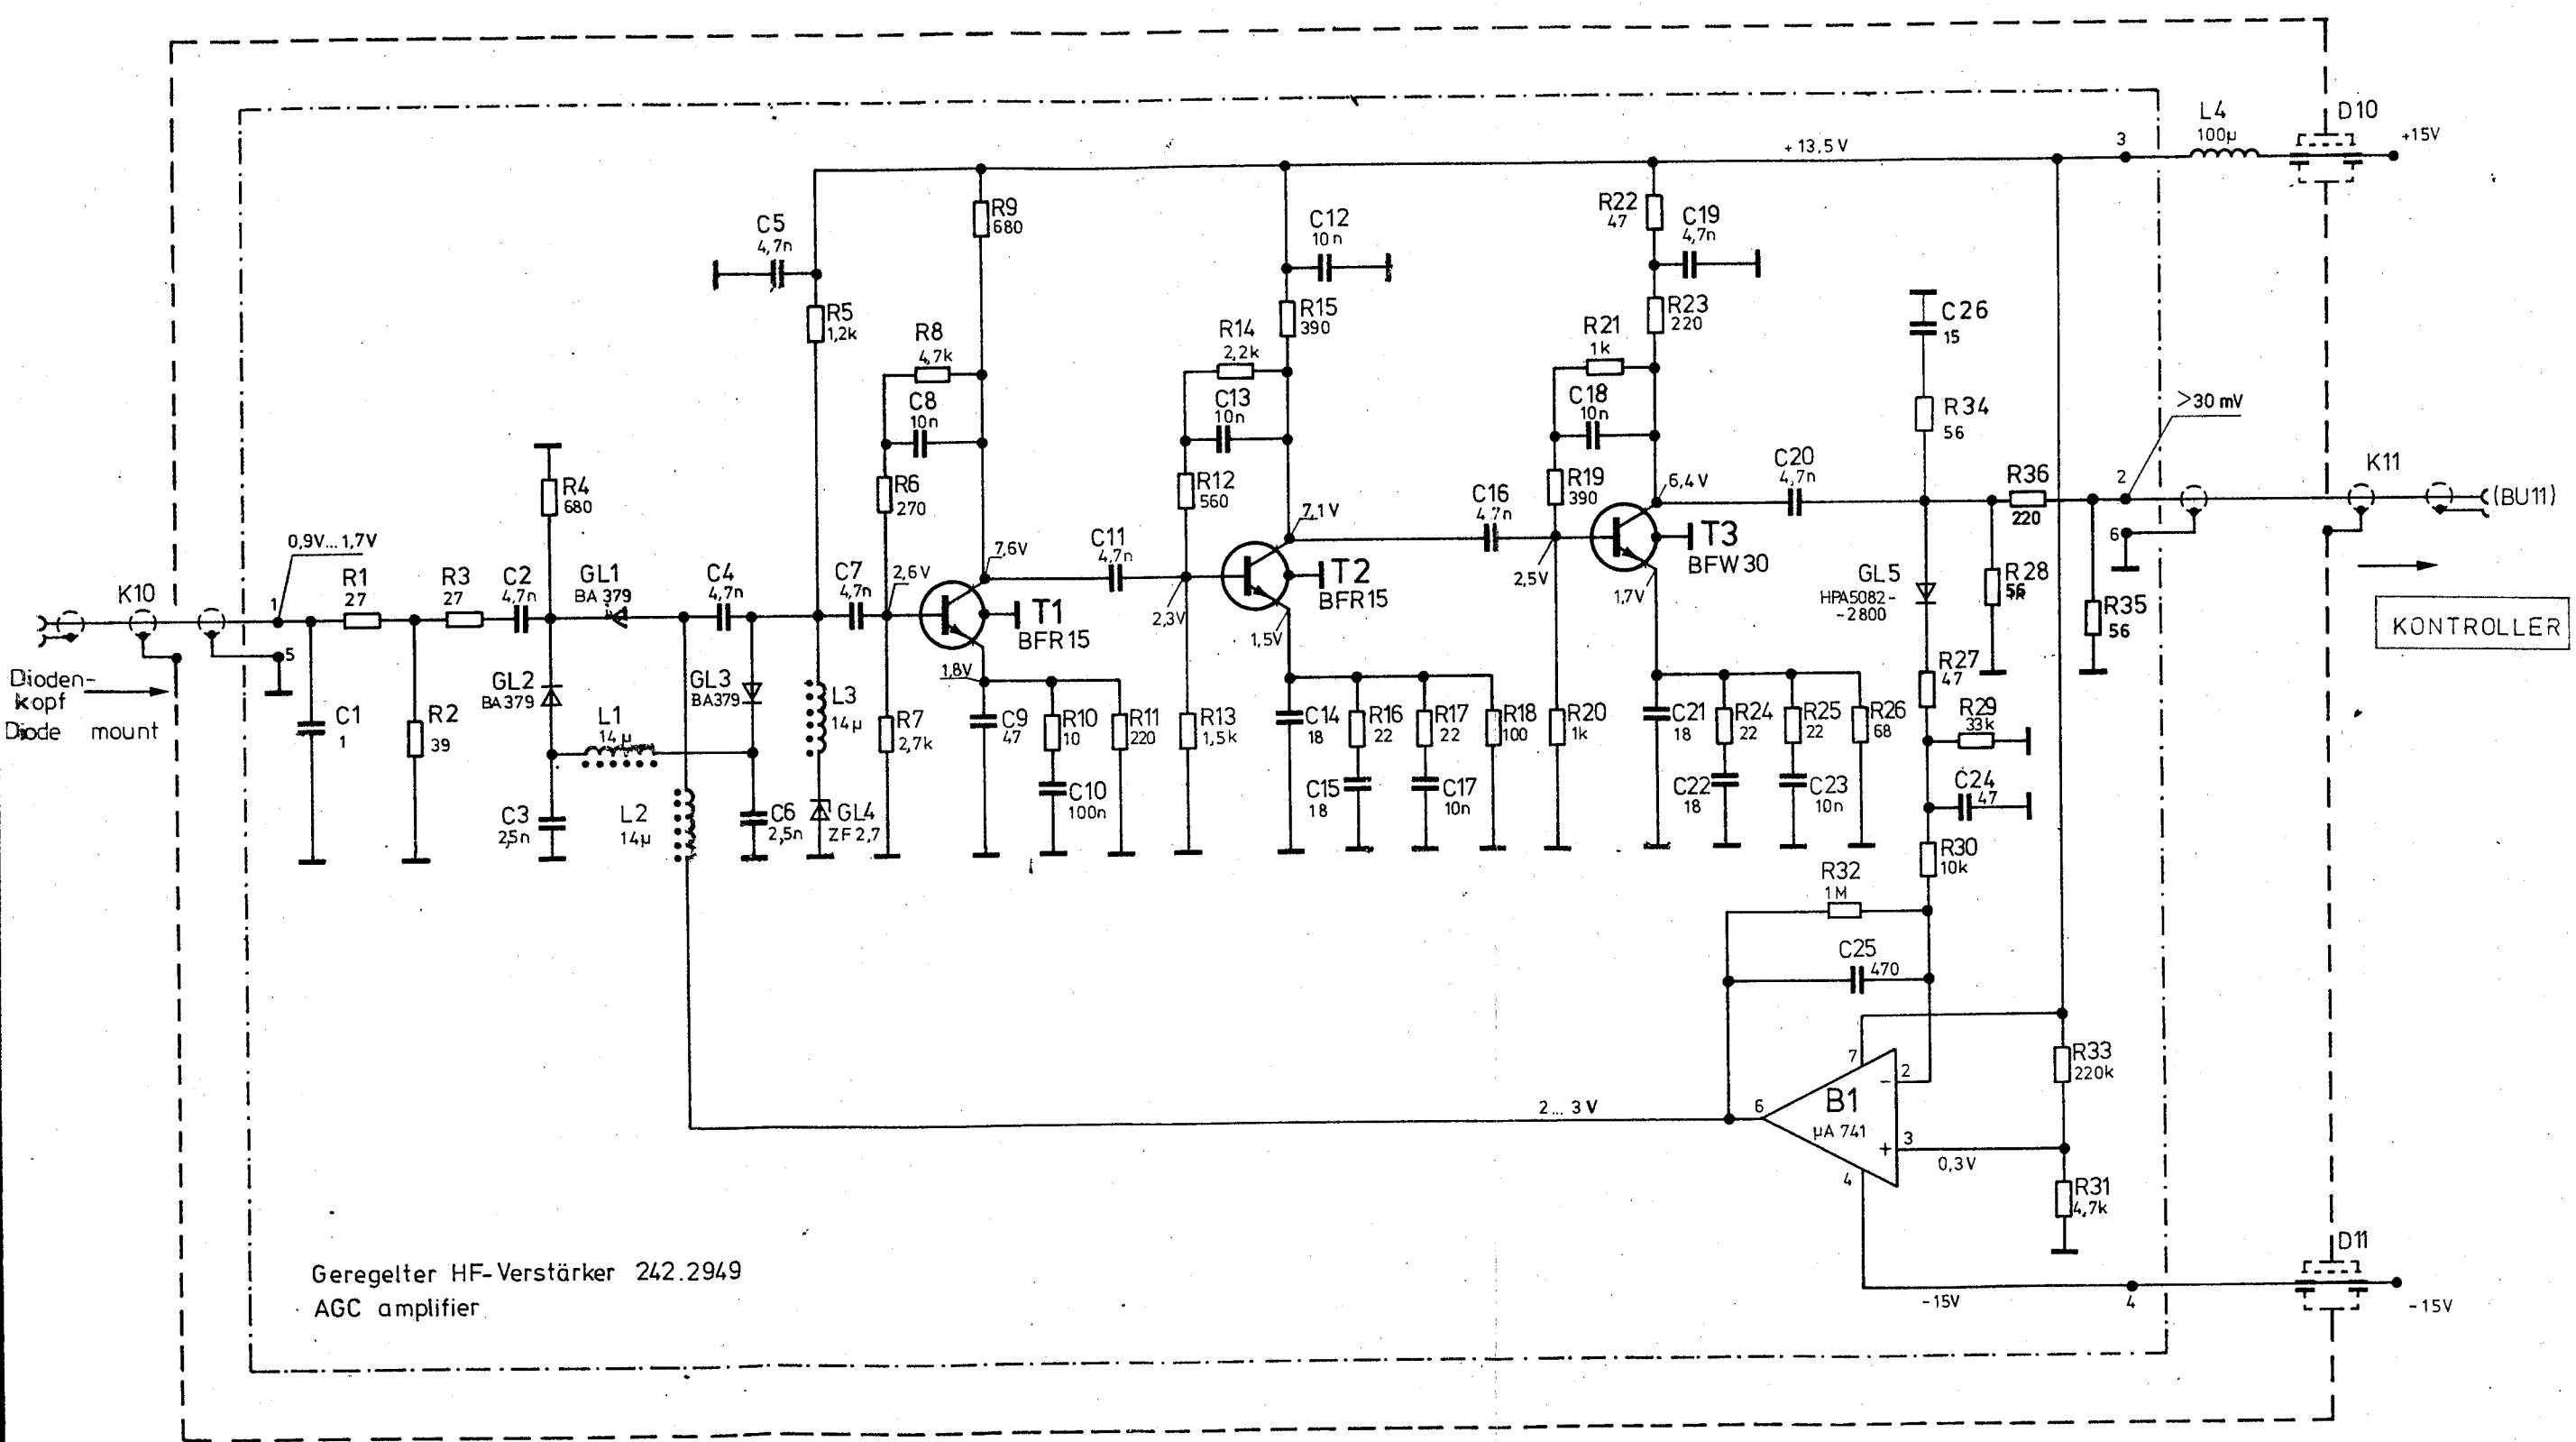 L4
100µ
D10
+15V
3
+13,5V
R9
680
C5
4,7n
R22
47
C19
4,7n
C12
10n
R5
1,2k
R8
4,7k
C8
10n
R14
2,2k
C13
10n
R15
390
R21
1k
C18
10n
R23
220
C26
15
R34
56
>30 mV
R4
680
R6
270
R12
560
C16
4,7n
R19
390
6,4V
C20
4,7n
R36
220
2
K11
(BU11)
0,9V...1,7V
K10
1
R1
27
R3
27
C2
4,7n
GL1
BA 379
C4
4,7n
C7
4,7n
2,6V
7,6V
T1
BFR15
C11
4,7n
2,3V
7,1V
T2
BFR15
1,5V
2,5V
T3
BFW30
1,7V
GL5
HPA5082-
-2800
R28
56
R35
56
6
KONTROLLER
5
Dioden-
kopf
Diode mount
C1
1
R2
39
GL2
BA379
L1
14µ
GL3
BA379
L3
14µ
R7
2,7k
1,8V
C9
47
R10
10
R11
220
R13
1,5k
C14
18
R16
22
R17
22
R18
100
R20
1k
C21
18
R24
22
R25
22
R26
68
R27
47
R29
33k
C3
2,5n
L2
14µ
C6
2,5n
GL4
ZF2,7
C10
100n
C15
18
C17
10n
C22
18
C23
10n
C24
47
R30
10k
R32
1M
C25
470
7
2
B1
µA 741
6
3
4
0,3V
2...3V
R33
220k
R31
4,7k
D11
-15V
4
-15V
Geregelter HF-Verstärker 242.2949
AGC amplifier